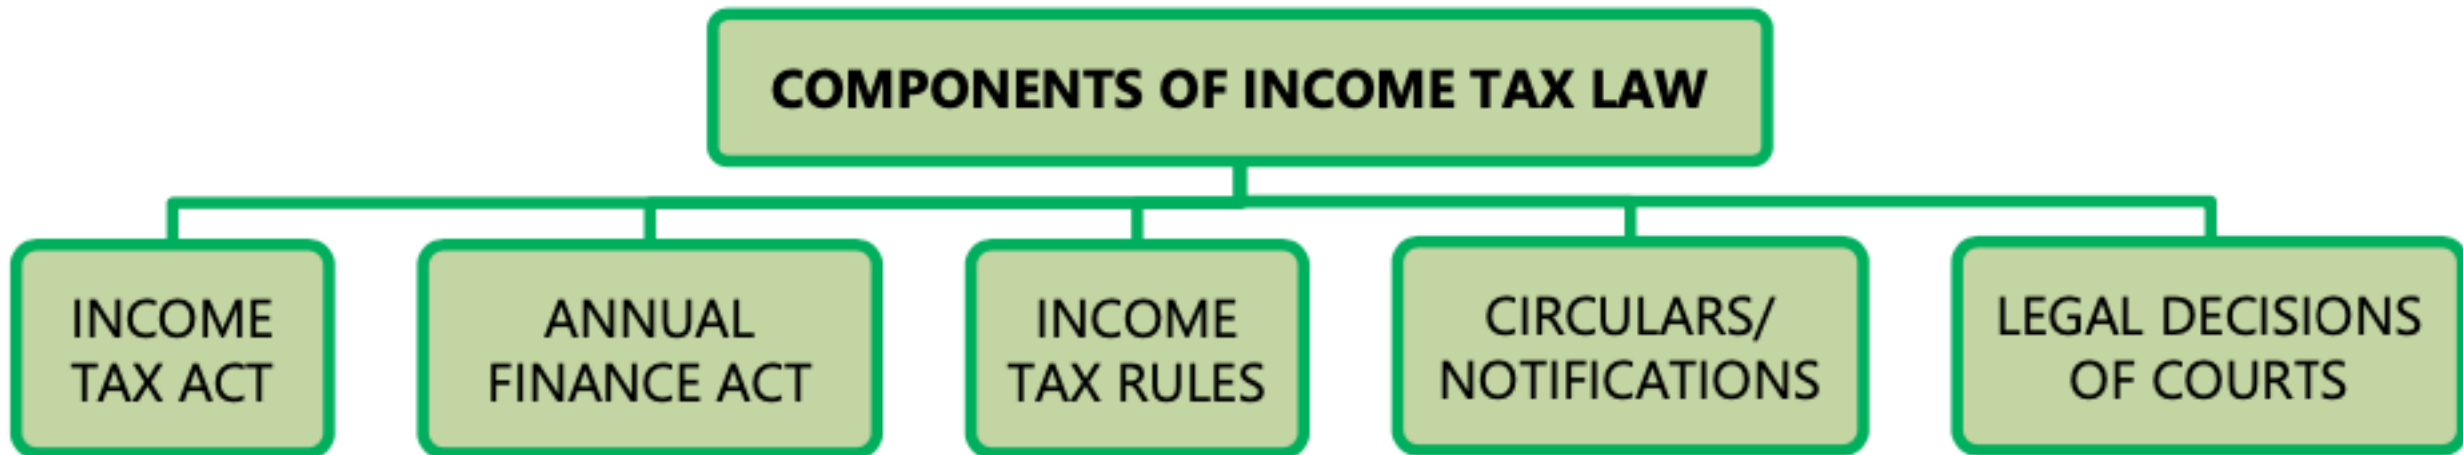 COMPONENTS OF INCOME TAX LAW
INCOME
TAX ACT
ANNUAL
FINANCE ACT
INCOME
TAX RULES
CIRCULARS/
NOTIFICATIONS
LEGAL DECISIONS
OF COURTS